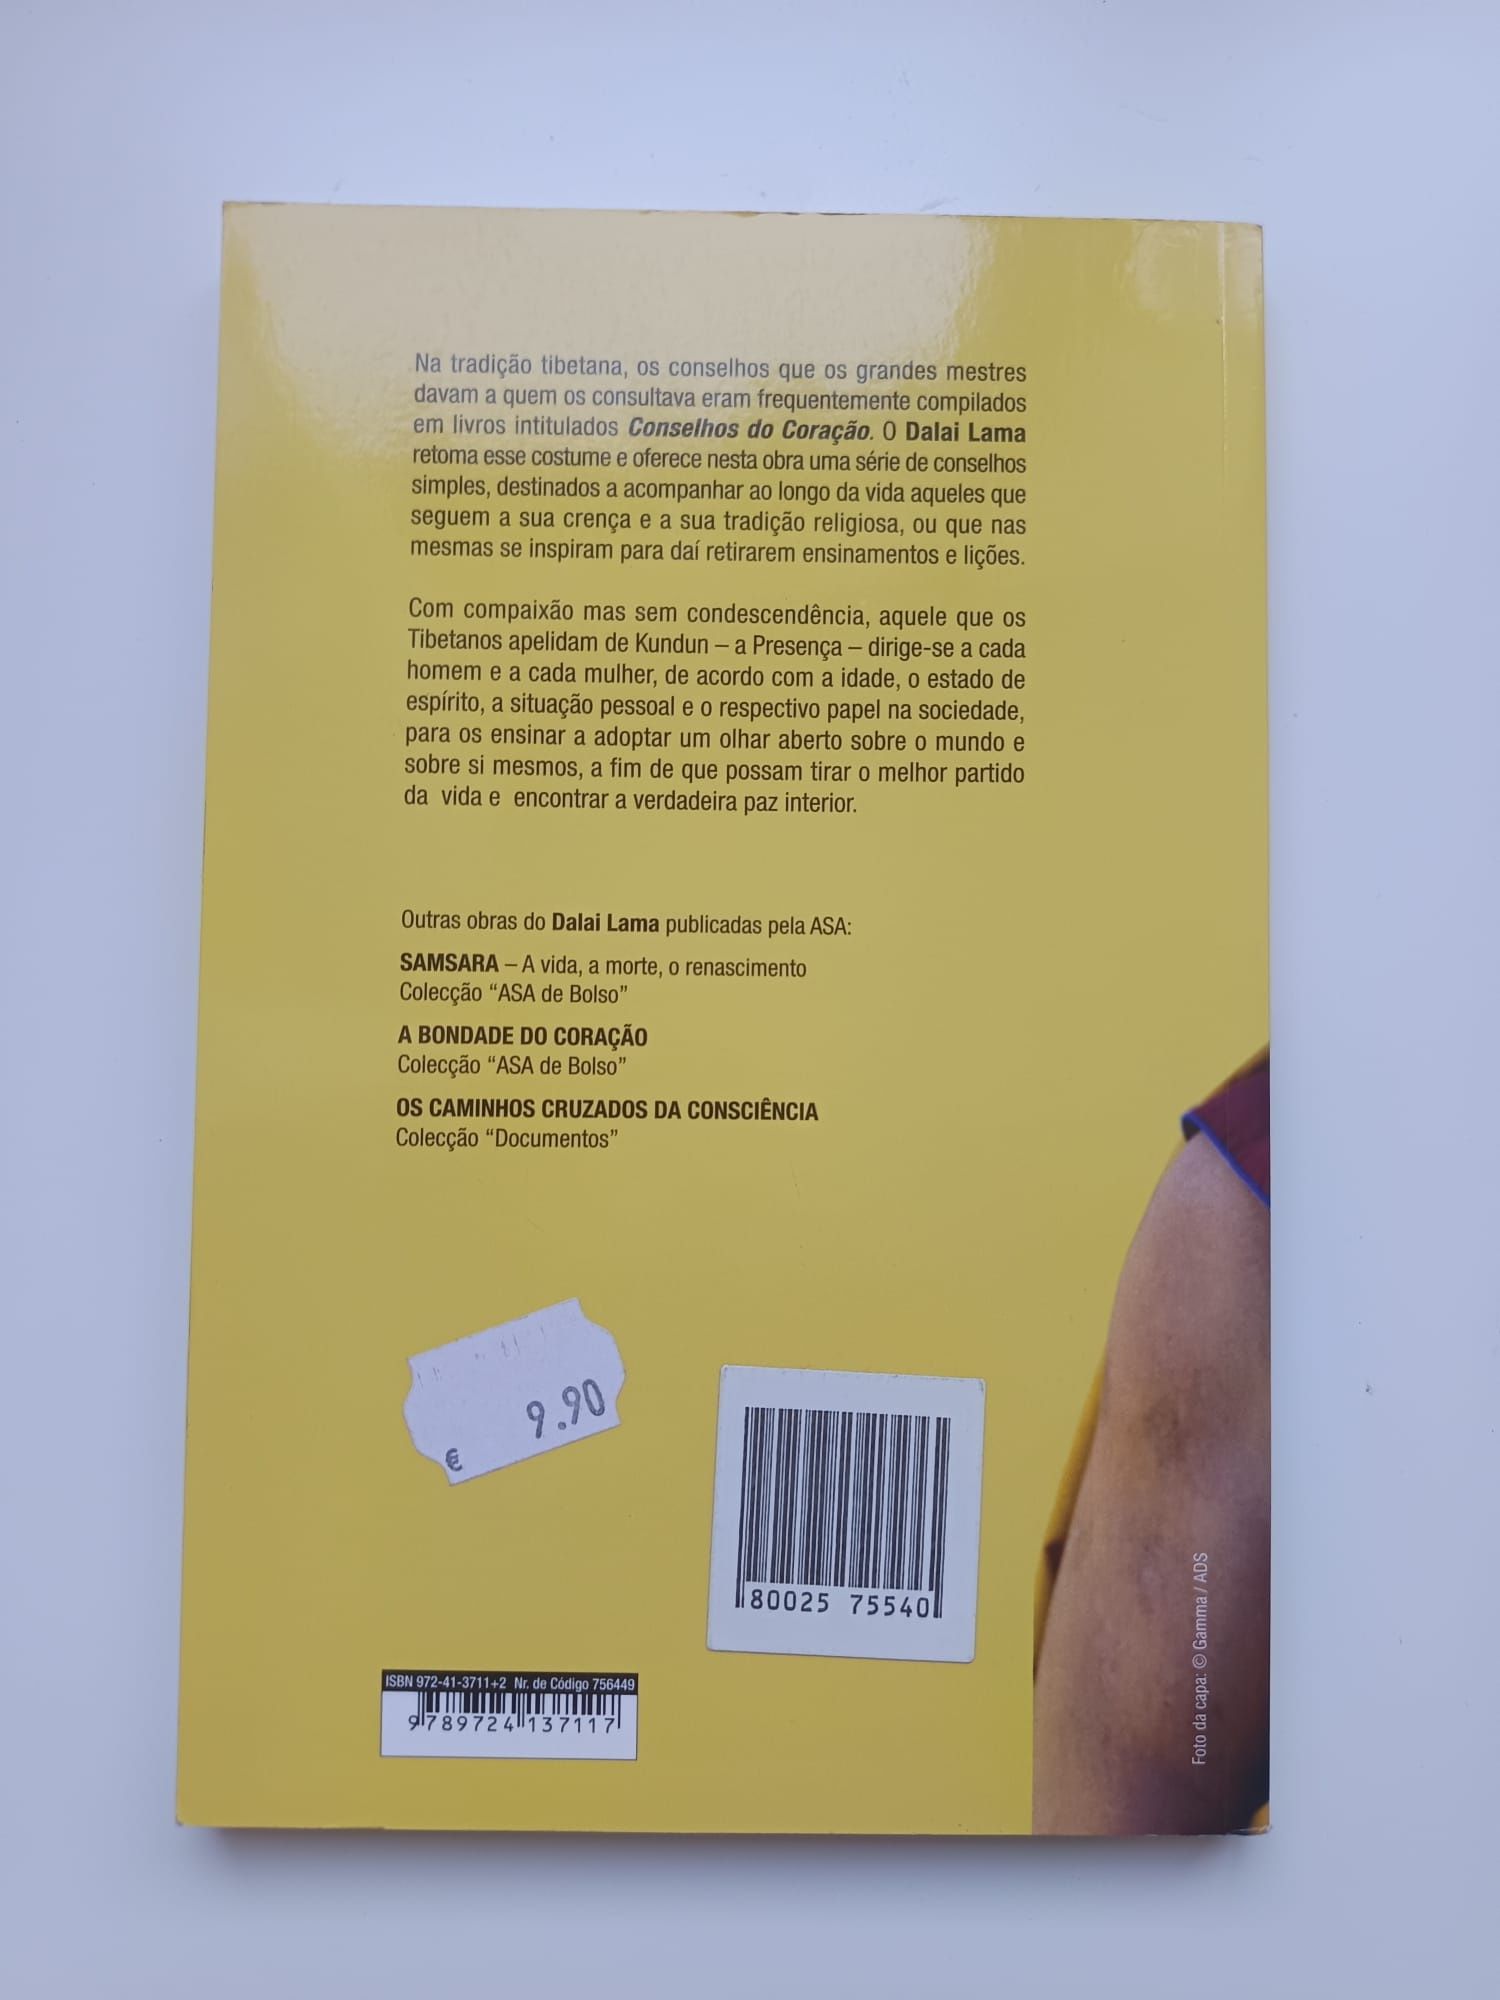 Na tradição tibetana, os conselhos que os grandes mestres
davam a quem os consultava eram frequentemente compilados
em livros intitulados Conselhos do Coração. O Dalai Lama
retoma esse costume e oferece nesta obra uma série de conselhos
simples, destinados a acompanhar ao longo da vida aqueles que
seguem a sua crença e a sua tradição religiosa, ou que nas
mesmas se inspiram para daí retirarem ensinamentos e lições.
Com compaixão mas sem condescendência, aquele que os
Tibetanos apelidam de Kundun – a Presença – dirige-se a cada
homem e a cada mulher, de acordo com a idade, o estado de
espírito, a situação pessoal e o respectivo papel na sociedade,
para os ensinar a adoptar um olhar aberto sobre o mundo e
sobre si mesmos, a fim de que possam tirar o melhor partido
da vida e encontrar a verdadeira paz interior.
Outras obras do Dalai Lama publicadas pela ASA:
SAMSARA – A vida, a morte, o renascimento
Colecção “ASA de Bolso”
A BONDADE DO CORAÇÃO
Colecção “ASA de Bolso”
OS CAMINHOS CRUZADOS DA CONSCIÊNCIA
Colecção “Documentos”
€ 9.90
80025 75540
ISBN 972-41-3711+2 Nr. de Código 756449
9 789724 137117
Foto da capa: © Gamma / ADS